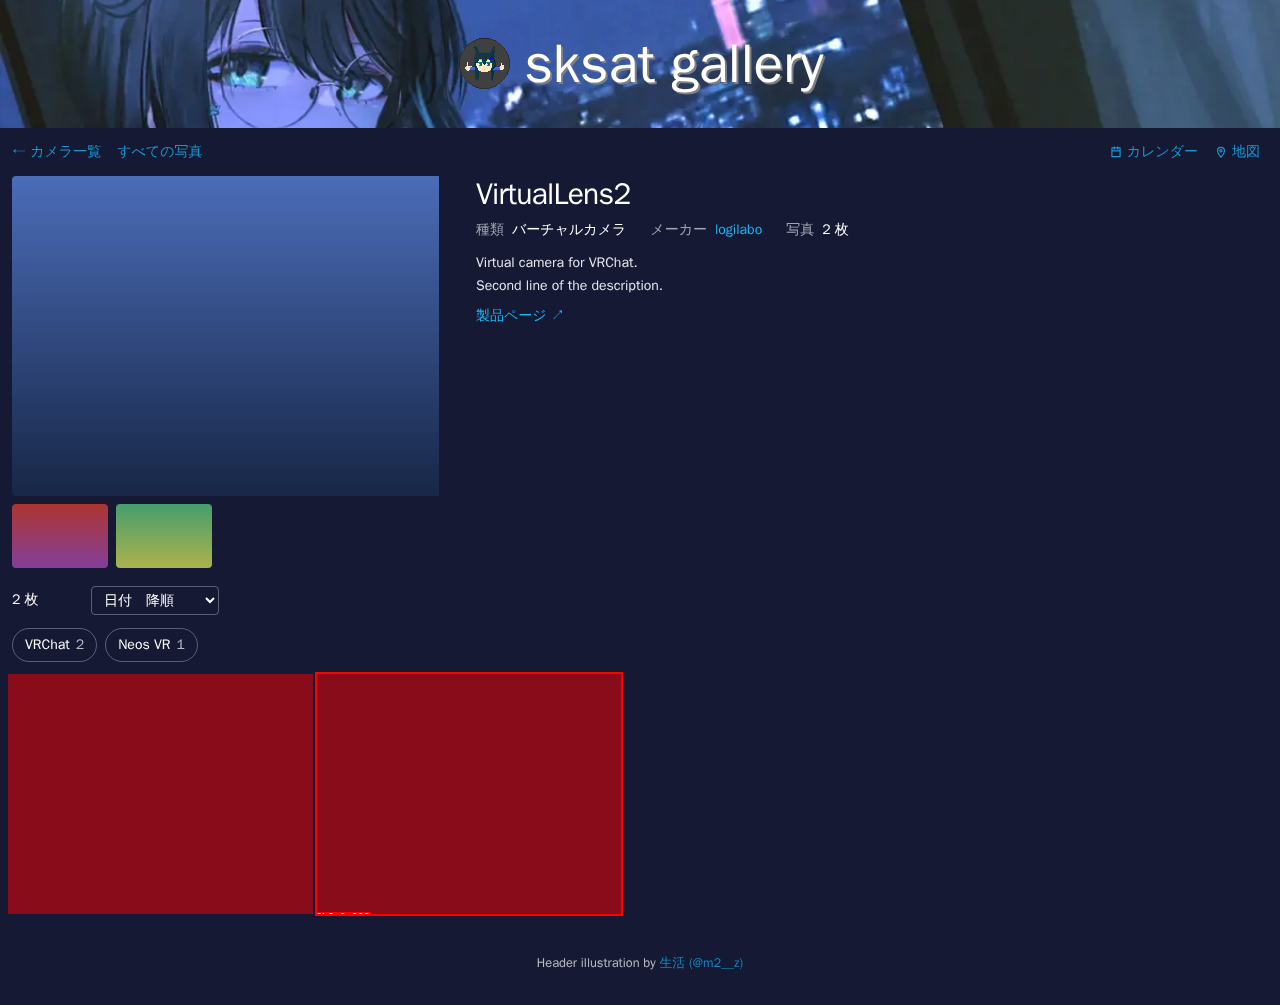 sksat gallery
← カメラ一覧 すべての写真 カレンダー 地図
VirtualLens2
種類 バーチャルカメラ メーカー logilabo 写真 2 枚
Virtual camera for VRChat.
Second line of the description.
製品ページ ↗
2 枚 日付 降順
VRChat 2 Neos VR 1
Header illustration by 生活 (@m2__z)